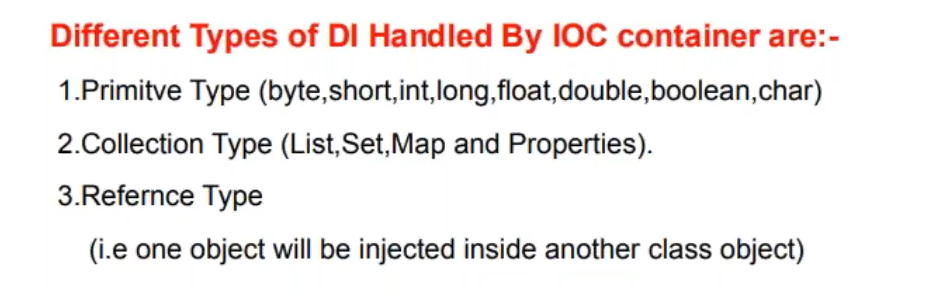 Different Types of DI Handled By IOC container are:-
1.Primitve Type (byte,short,int,long,float,double,boolean,char)
2.Collection Type (List,Set,Map and Properties).
3.Refernce Type
(i.e one object will be injected inside another class object)